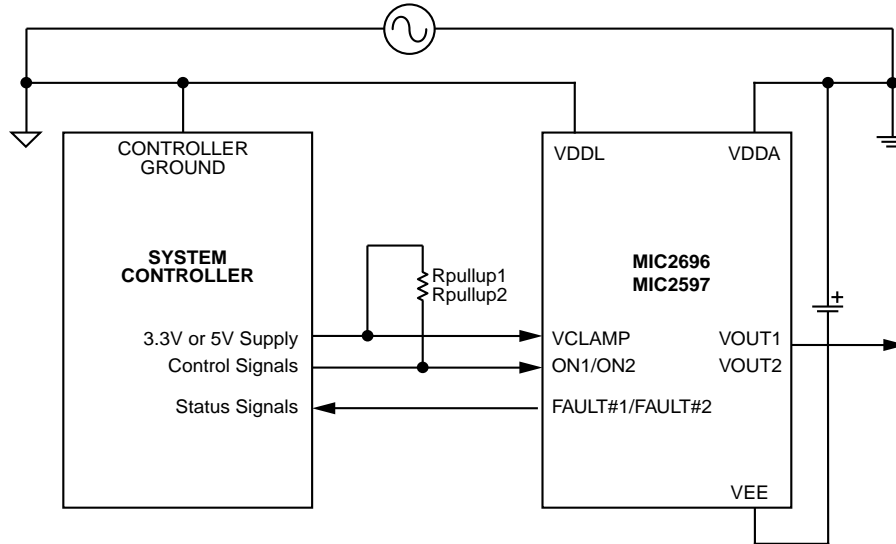 CONTROLLER
GROUND
SYSTEM
CONTROLLER
3.3V or 5V Supply
Control Signals
Status Signals
Rpullup1
Rpullup2
VDDL
VDDA
MIC2696
MIC2597
VCLAMP
ON1/ON2
FAULT#1/FAULT#2
VOUT1
VOUT2
VEE
+